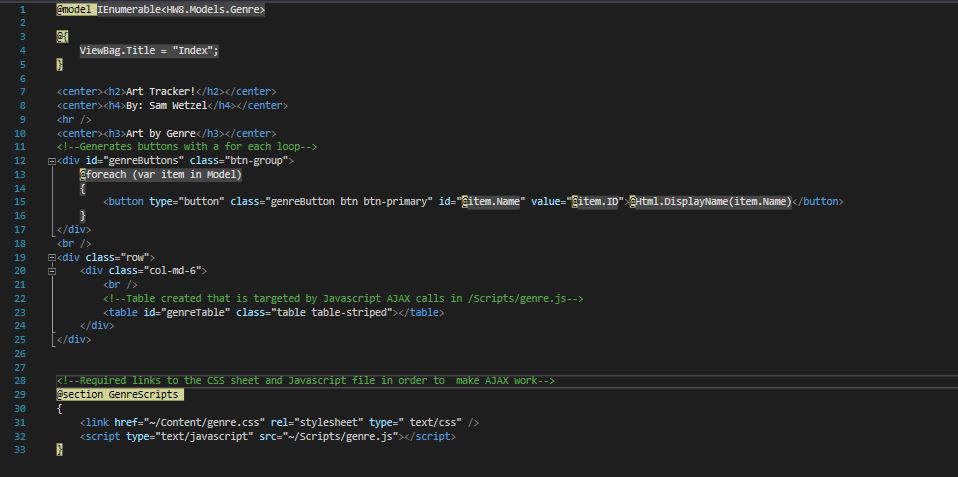 1 @model IEnumerable<HW8.Models.Genre>
2
3 @{
4 ViewBag.Title = "Index";
5 }
6
7 <center><h2>Art Tracker!</h2></center>
8 <center><h4>By: Sam Wetzel</h4></center>
9 <hr />
10 <center><h3>Art by Genre</h3></center>
11 <!--Generates buttons with a for each loop-->
12 <div id="genreButtons" class="btn-group">
13 @foreach (var item in Model)
14 {
15 <button type="button" class="genreButton btn btn-primary" id="@item.Name" value="@item.ID">@Html.DisplayName(item.Name)</button>
16 }
17 </div>
18 <br />
19 <div class="row">
20 <div class="col-md-6">
21 <br />
22 <!--Table created that is targeted by Javascript AJAX calls in /Scripts/genre.js-->
23 <table id="genreTable" class="table table-striped"></table>
24 </div>
25 </div>
26
27
28 <!--Required links to the CSS sheet and Javascript file in order to  make AJAX work-->
29 @section GenreScripts
30 {
31 <link href="~/Content/genre.css" rel="stylesheet" type=" text/css" />
32 <script type="text/javascript" src="~/Scripts/genre.js"></script>
33 }